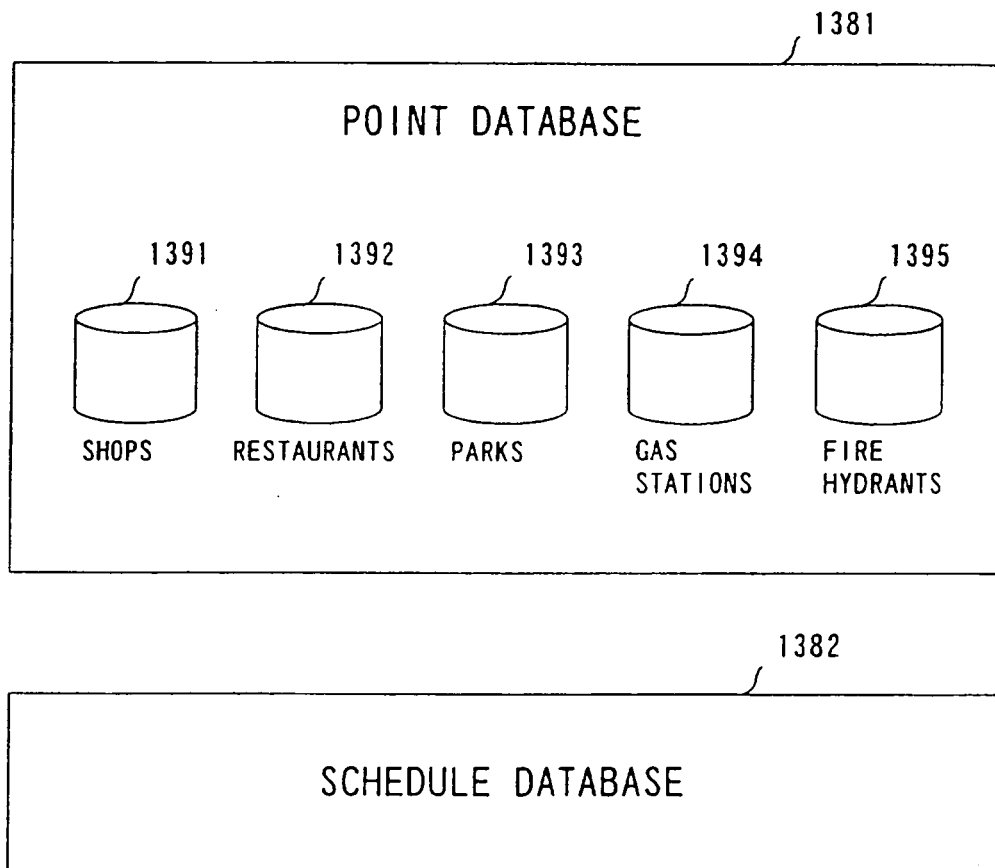 1381
POINT DATABASE
1391
1392
1393
1394
1395
SHOPS
RESTAURANTS
PARKS
GAS
STATIONS
FIRE
HYDRANTS
1382
SCHEDULE DATABASE